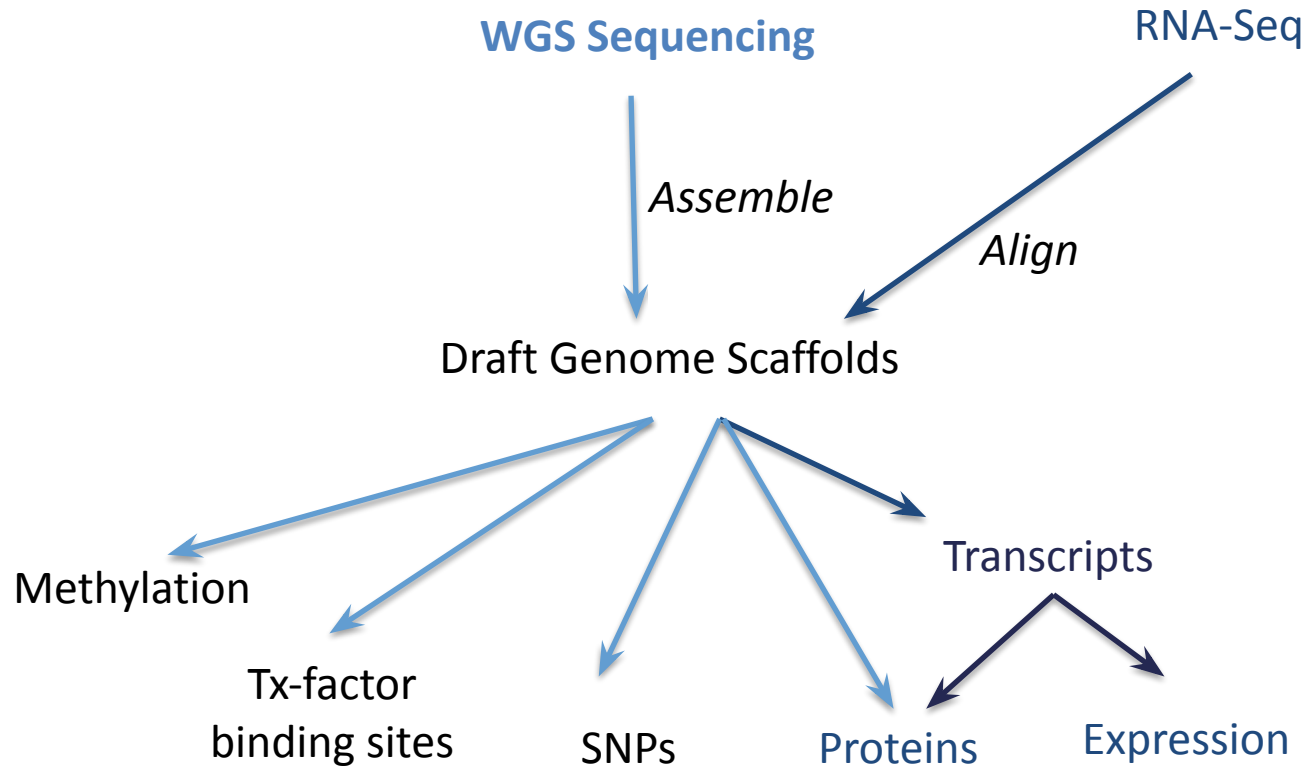 WGS Sequencing
RNA-Seq
Assemble
Align
Draft Genome Scaffolds
Methylation
Transcripts
Tx-factor
binding sites
SNPs
Proteins
Expression